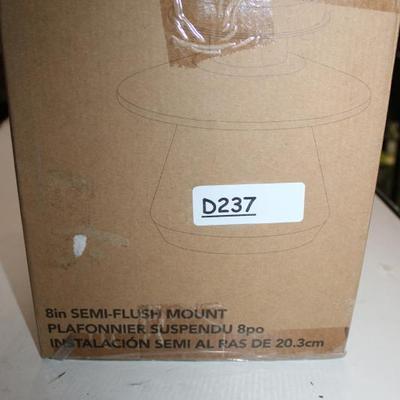 D237
8in SEMI-FLUSH MOUNT
PLAFONNIER SUSPENDU 8po
INSTALACIÓN SEMI AL RAS DE 20.3cm